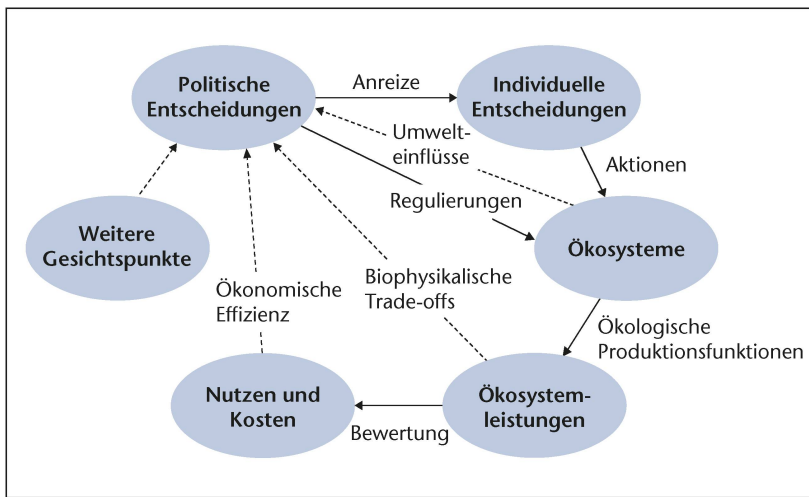 Politische
Entscheidungen
Anreize
Individuelle
Entscheidungen
Umwelt-
einflüsse
Aktionen
Regulierungen
Weitere
Gesichtspunkte
Ökosysteme
Ökonomische
Effizienz
Biophysikalische
Trade-offs
Ökologische
Produktionsfunktionen
Nutzen und
Kosten
Bewertung
Ökosystem-
leistungen